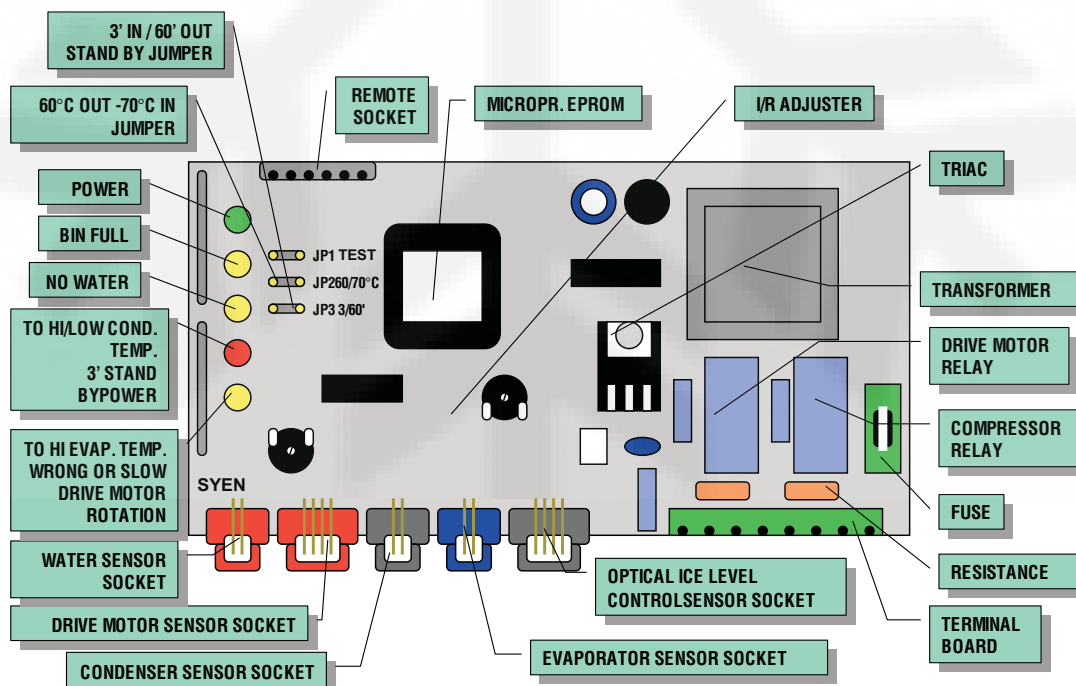 3' IN / 60' OUT
STAND BY JUMPER
60°C OUT -70°C IN
JUMPER
REMOTE
SOCKET
MICROPR. EPROM
I/R ADJUSTER
TRIAC
POWER
BIN FULL
NO WATER
TO HI/LOW COND.
TEMP.
3' STAND
BYPOWER
TO HI EVAP. TEMP.
WRONG OR SLOW
DRIVE MOTOR
ROTATION
JP1 TEST
JP260/70°C
JP3 3/60'
TRANSFORMER
DRIVE MOTOR
RELAY
COMPRESSOR
RELAY
FUSE
RESISTANCE
TERMINAL
BOARD
SYEN
WATER SENSOR
SOCKET
DRIVE MOTOR SENSOR SOCKET
CONDENSER SENSOR SOCKET
EVAPORATOR SENSOR SOCKET
OPTICAL ICE LEVEL
CONTROLSENSOR SOCKET